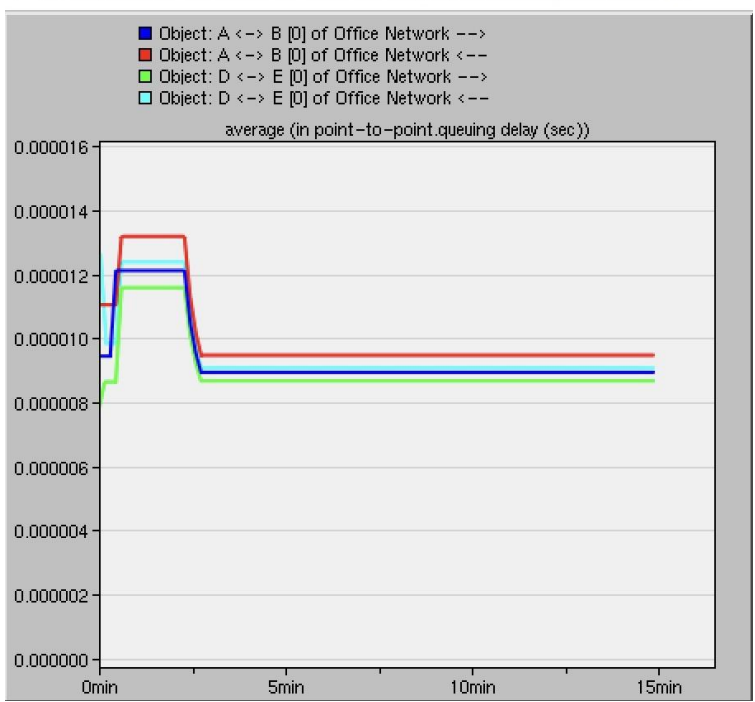 Object: A <-> B [0] of Office Network -->
Object: A <-> B [0] of Office Network <--
Object: D <-> E [0] of Office Network -->
Object: D <-> E [0] of Office Network <--
average (in point-to-point.queuing delay (sec))
0.000016
0.000014
0.000012
0.000010
0.000008
0.000006
0.000004
0.000002
0.000000
0min 5min 10min 15min